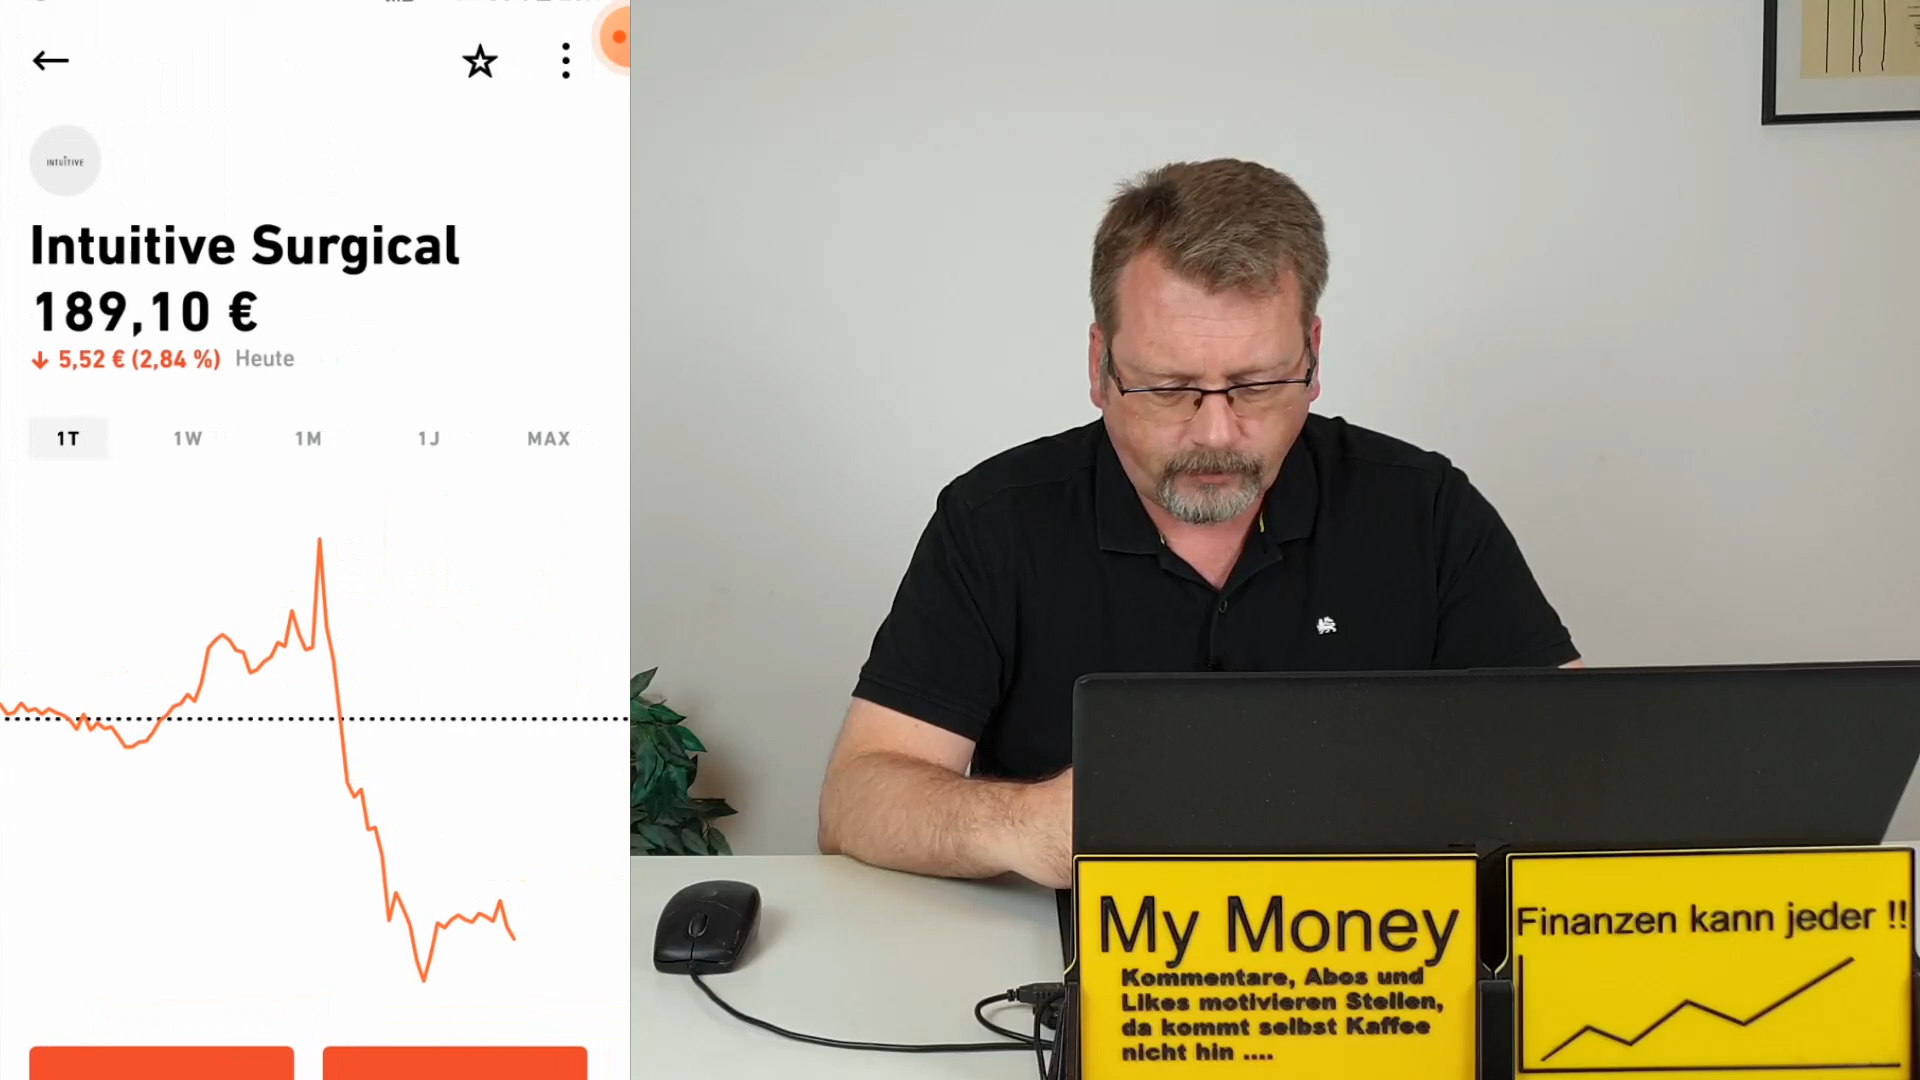 INTUITIVE
Intuitive Surgical
189,10 €
5,52 € (2,84 %) Heute
1T 1W 1M 1J MAX
My Money
Kommentare, Abos und
Likes motivieren Stellen,
da kommt selbst Kaffee
nicht hin ....
Finanzen kann jeder !!